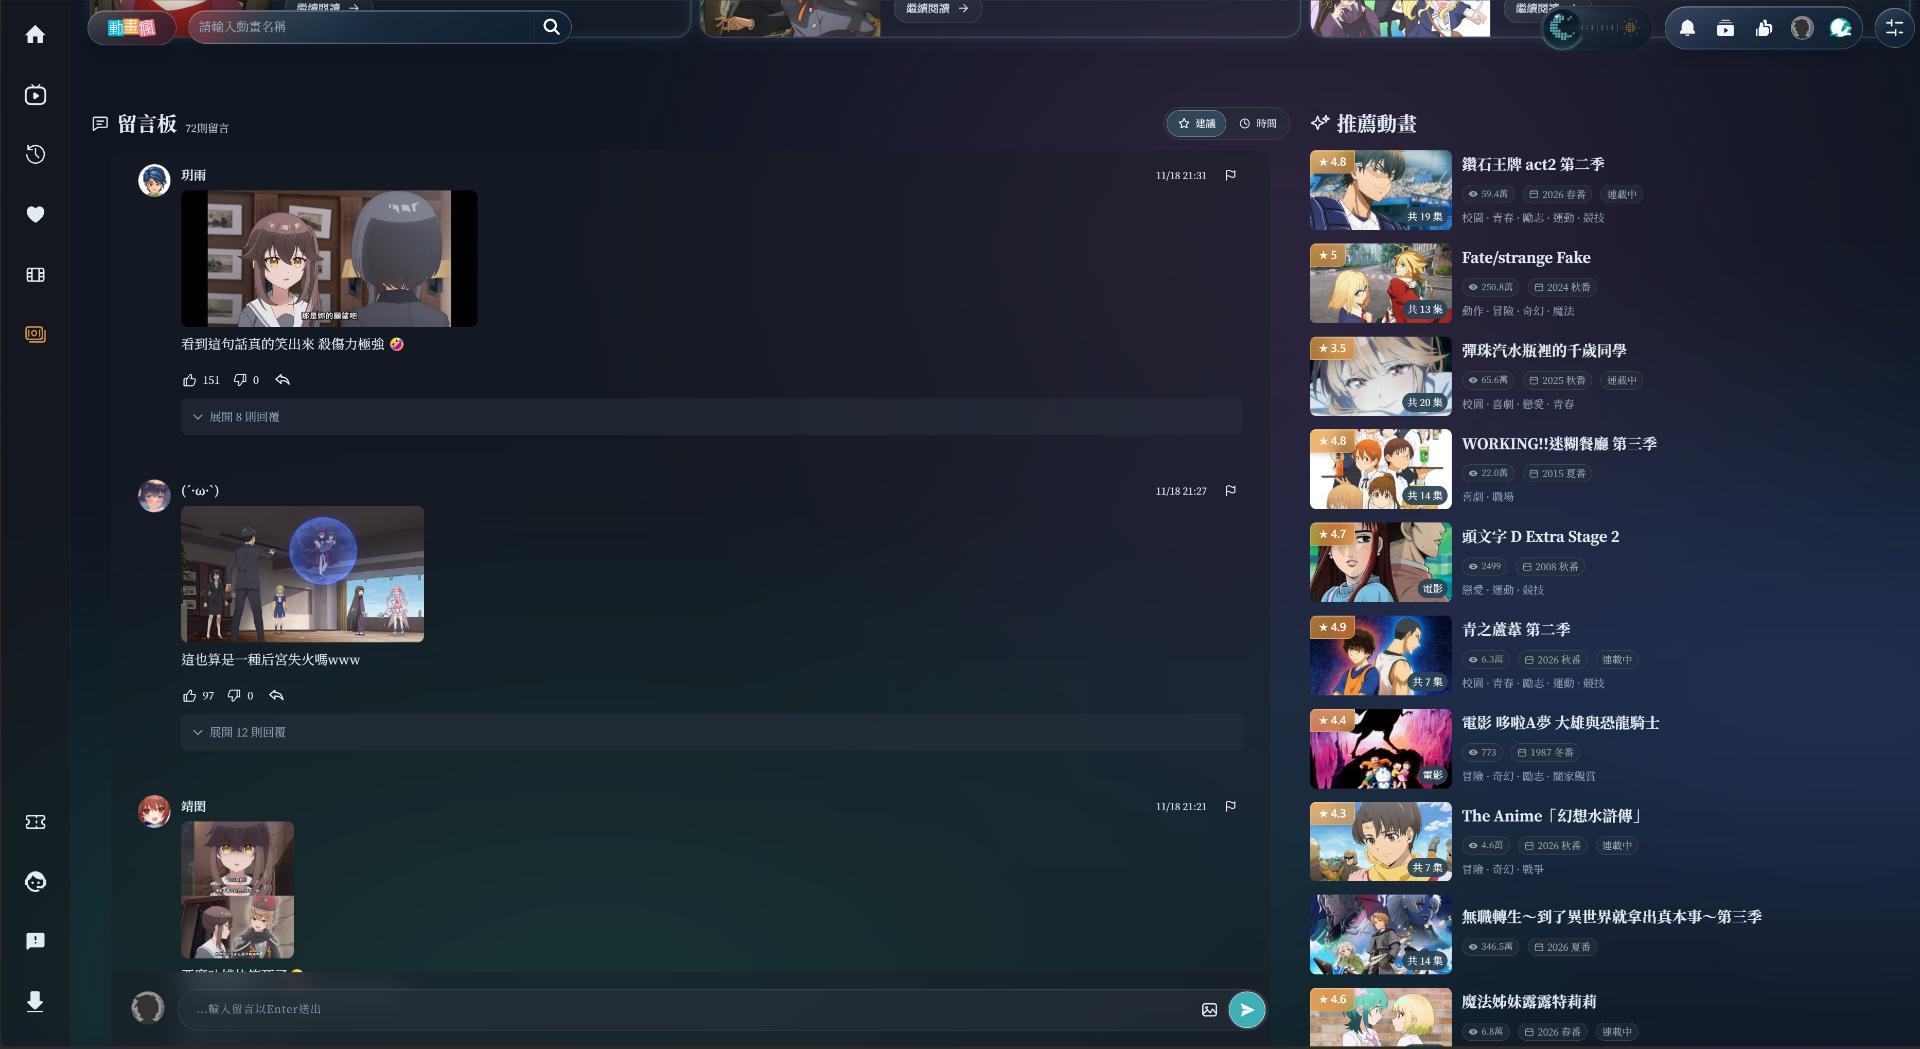 繼續閱讀 →
繼續閱讀 →
繼續閱讀
動畫瘋
請輸入動畫名稱
留言板 72則留言
建議
時間
玥雨
11/18 21:31
那是妳的願望吧
看到這句話真的笑出來 殺傷力極強 🤣
151 0
展開 8 則回覆
(´･ω･`)
11/18 21:27
這也算是一種后宮失火嗎www
97 0
展開 12 則回覆
靖閎
11/18 21:21
...輸入留言以Enter送出
推薦動畫
★ 4.8
共 19 集
鑽石王牌 act2 第二季
59.4萬 2026 春番 連載中
校園 · 青春 · 勵志 · 運動 · 競技
★ 5
共 13 集
Fate/strange Fake
250.8萬 2024 秋番
動作 · 冒險 · 奇幻 · 魔法
★ 3.5
共 20 集
彈珠汽水瓶裡的千歲同學
65.6萬 2025 秋番 連載中
校園 · 喜劇 · 戀愛 · 青春
★ 4.8
共 14 集
WORKING!!迷糊餐廳 第三季
22.0萬 2015 夏番
喜劇 · 職場
★ 4.7
電影
頭文字 D Extra Stage 2
2499 2008 秋番
戀愛 · 運動 · 競技
★ 4.9
共 7 集
青之蘆葦 第二季
6.3萬 2026 秋番 連載中
校園 · 青春 · 勵志 · 運動 · 競技
★ 4.4
電影
電影 哆啦A夢 大雄與恐龍騎士
773 1987 冬番
冒險 · 奇幻 · 勵志 · 闔家觀賞
★ 4.3
共 7 集
The Anime「幻想水滸傳」
4.6萬 2026 秋番 連載中
冒險 · 奇幻 · 戰爭
共 14 集
無職轉生～到了異世界就拿出真本事～第三季
346.5萬 2026 夏番
★ 4.6
魔法姊妹露露特莉莉
6.8萬 2026 春番 連載中